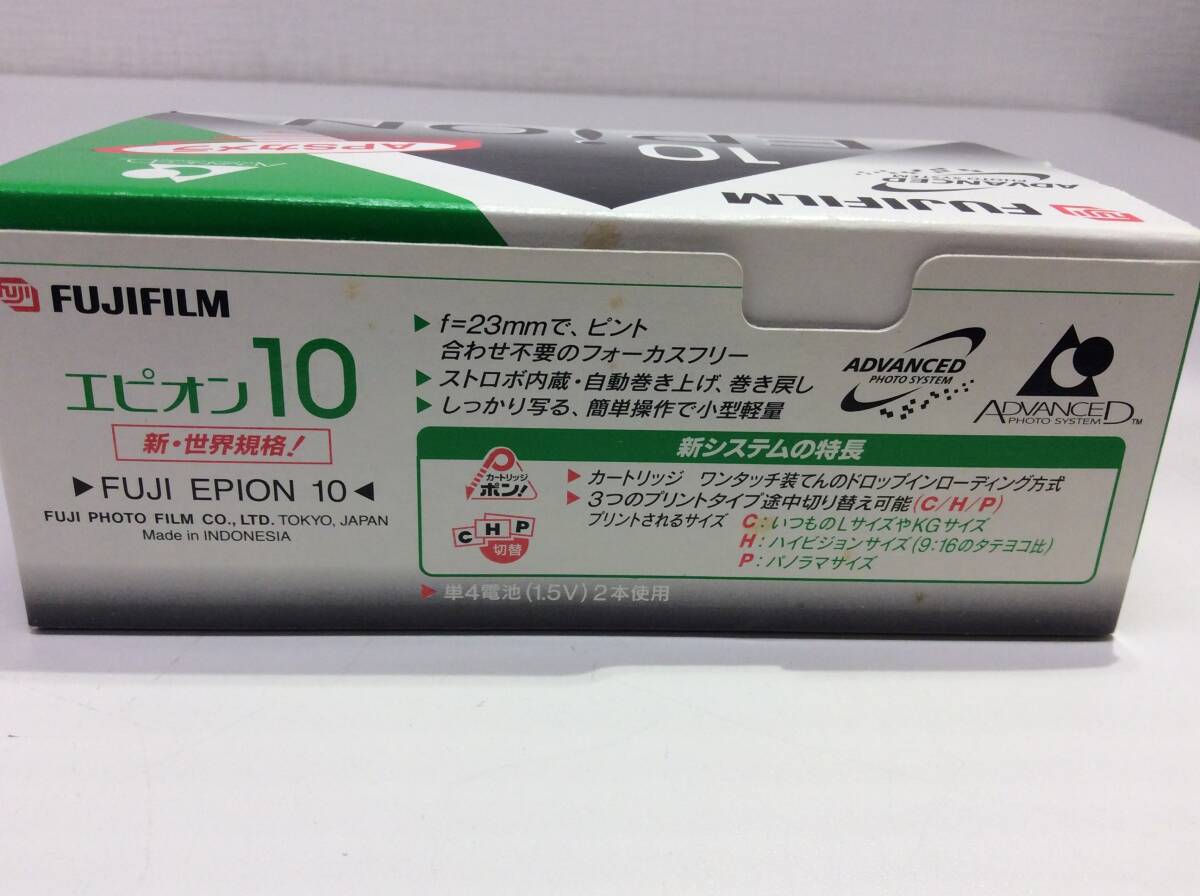 EPION
10
APSカメラ
ADVANCED
PHOTO SYSTEM
FUJIFILM
FUJI
FUJI FUJIFILM
エピオン10
新・世界規格!
▶FUJI EPION 10◀
FUJI PHOTO FILM CO., LTD. TOKYO, JAPAN
Made in INDONESIA
▶ f=23mmで、ピント
合わせ不要のフォーカスフリー
▶ ストロボ内蔵・自動巻き上げ、巻き戻し
▶ しっかり写る、簡単操作で小型軽量
ADVANCED
PHOTO SYSTEM
ADVANCED
PHOTO SYSTEM™
新システムの特長
カートリッジ
ポン!
▶ カートリッジ ワンタッチ装てんのドロップインローディング方式
▶ 3つのプリントタイプ途中切り替え可能(C/H/P)
プリントされるサイズ C:いつものLサイズやKGサイズ
H:ハイビジョンサイズ(9:16のタテヨコ比)
P:パノラマサイズ
C H P
切替
▶ 単4電池(1.5V)2本使用